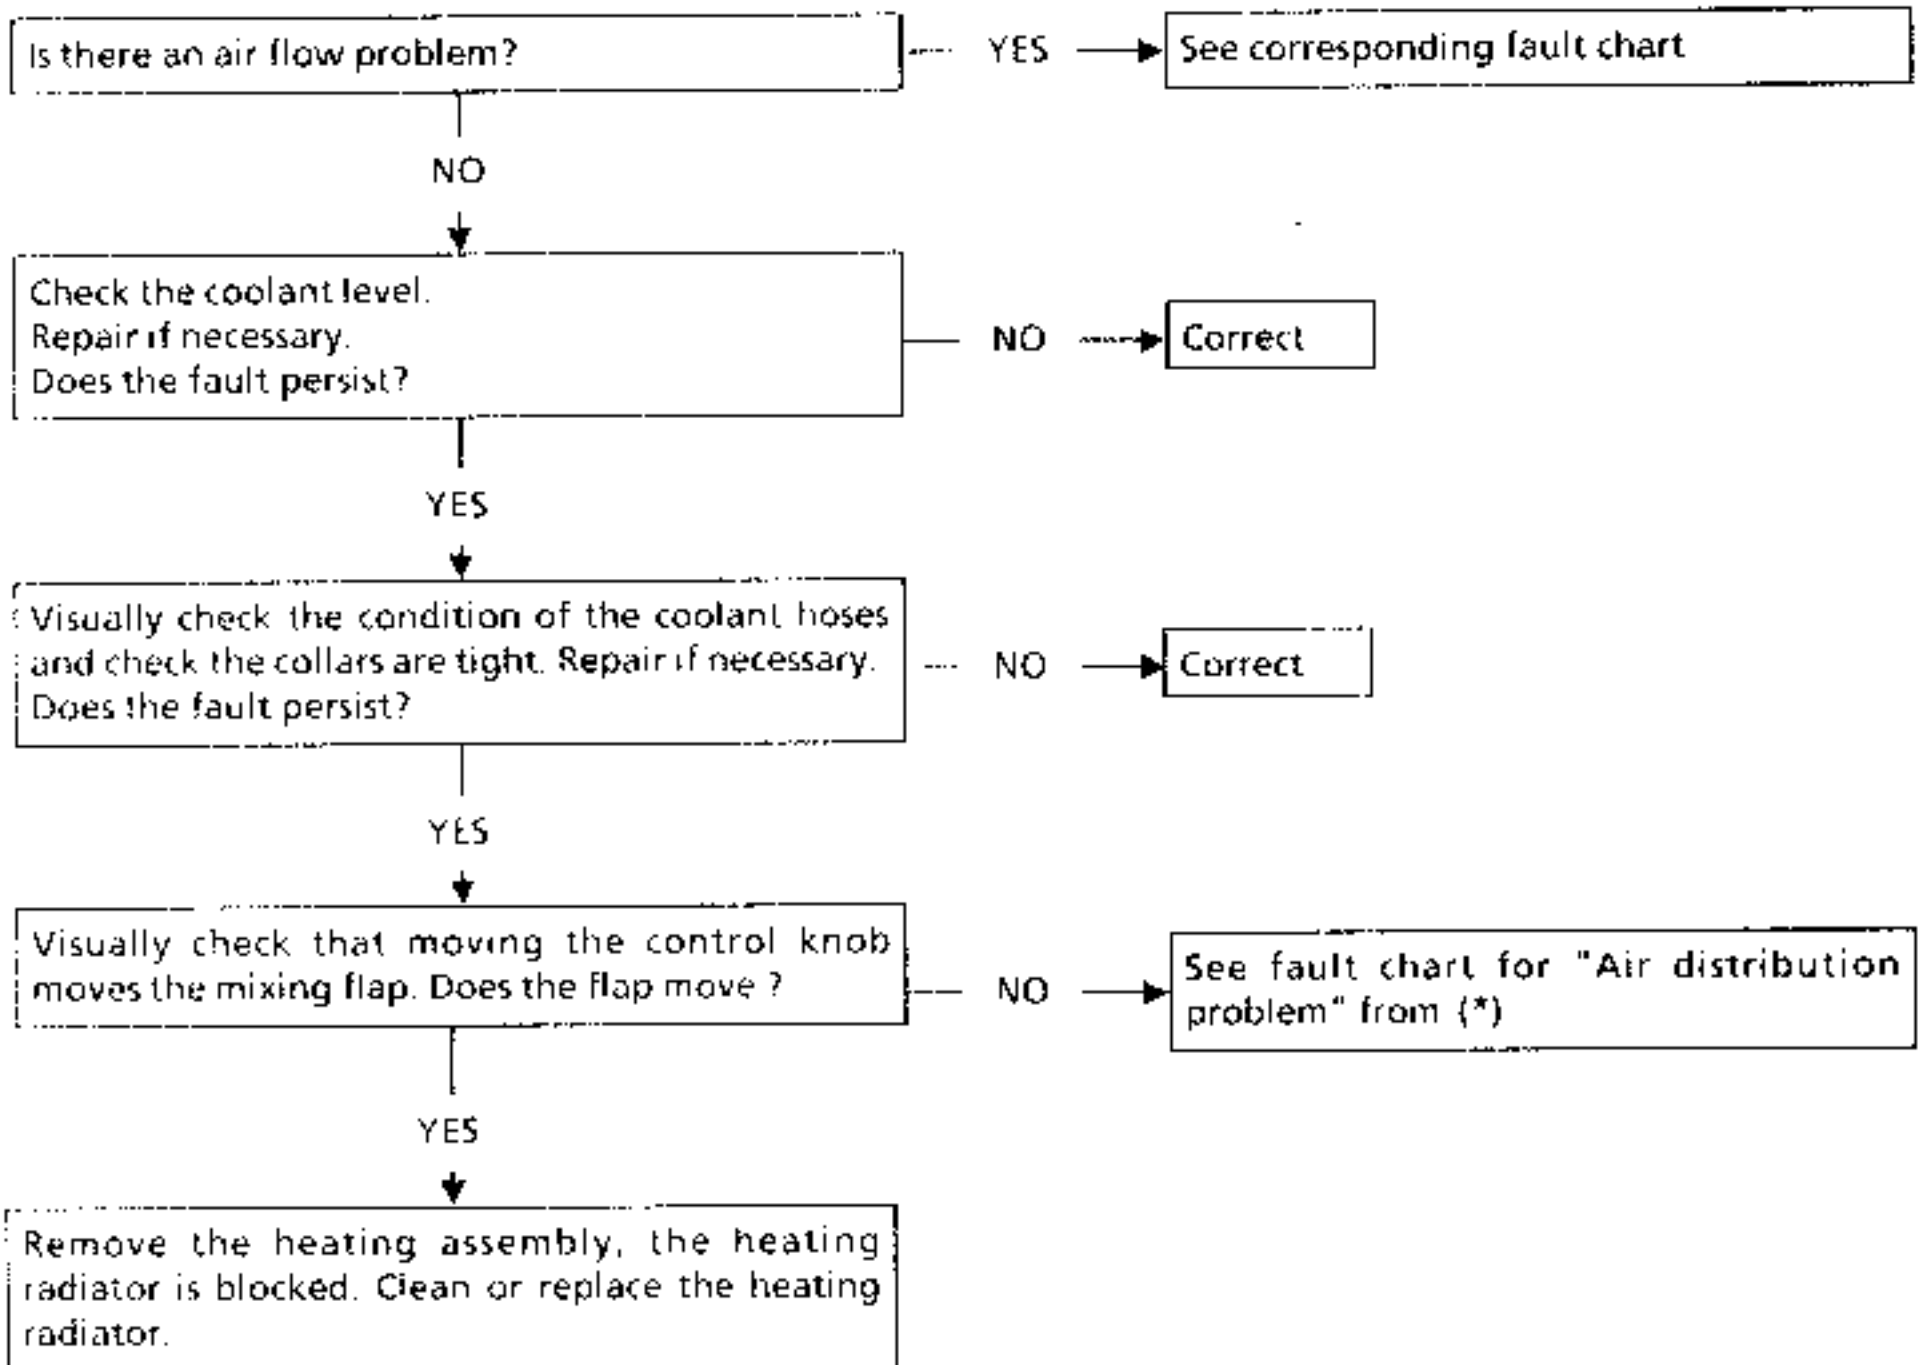 Is there an air flow problem?
YES
See corresponding fault chart
NO
Check the coolant level.
Repair if necessary.
Does the fault persist?
NO
Correct
YES
Visually check the condition of the coolant hoses
and check the collars are tight. Repair if necessary.
Does the fault persist?
NO
Correct
YES
Visually check that moving the control knob
moves the mixing flap. Does the flap move ?
NO
See fault chart for "Air distribution
problem" from (*)
YES
Remove the heating assembly, the heating
radiator is blocked. Clean or replace the heating
radiator.